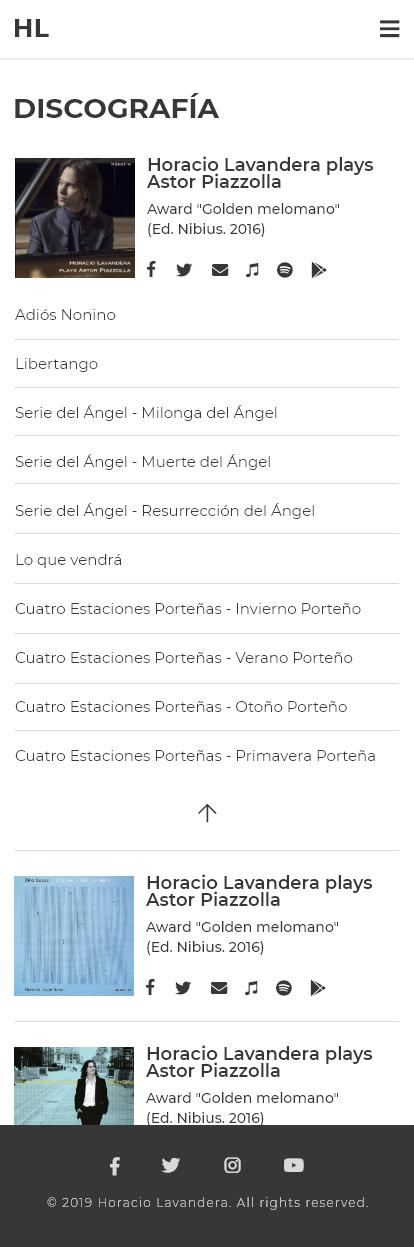 HL
DISCOGRAFÍA
Horacio Lavandera plays
Astor Piazzolla
Award "Golden melomano"
(Ed. Nibius. 2016)
HORACIO LAVANDERA
PLAYS ASTOR PIAZZOLLA
Adiós Nonino
Libertango
Serie del Ángel - Milonga del Ángel
Serie del Ángel - Muerte del Ángel
Serie del Ángel - Resurrección del Ángel
Lo que vendrá
Cuatro Estaciones Porteñas - Invierno Porteño
Cuatro Estaciones Porteñas - Verano Porteño
Cuatro Estaciones Porteñas - Otoño Porteño
Cuatro Estaciones Porteñas - Primavera Porteña
Horacio Lavandera plays
Astor Piazzolla
Award "Golden melomano"
(Ed. Nibius. 2016)
Horacio Lavandera
Horacio Lavandera plays
Astor Piazzolla
Award "Golden melomano"
(Ed. Nibius. 2016)
© 2019 Horacio Lavandera. All rights reserved.